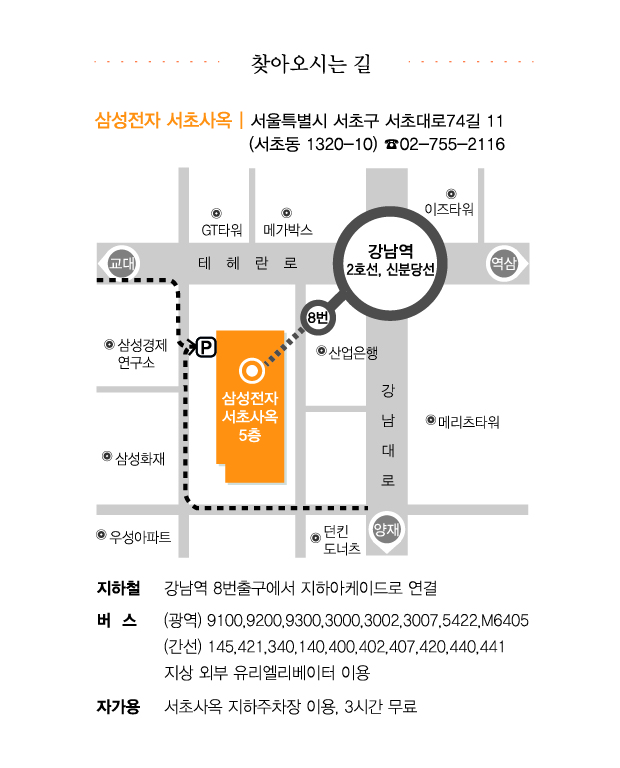 찾아오시는 길
삼성전자 서초사옥 | 서울특별시 서초구 서초대로74길 11
(서초동 1320-10) ☎02-755-2116
이즈타워
GT타워
메가박스
강남역
2호선, 신분당선
교대
테 헤 란 로
역삼
8번
P
삼성경제
연구소
산업은행
삼성전자
서초사옥
5층
강
남
대
로
메리츠타워
삼성화재
우성아파트
던킨
도너츠
양재
지하철 강남역 8번출구에서 지하아케이드로 연결
버 스 (광역) 9100,9200,9300,3000,3002,3007,5422,M6405
(간선) 145,421,340,140,400,402,407,420,440,441
지상 외부 유리엘리베이터 이용
자가용 서초사옥 지하주차장 이용, 3시간 무료